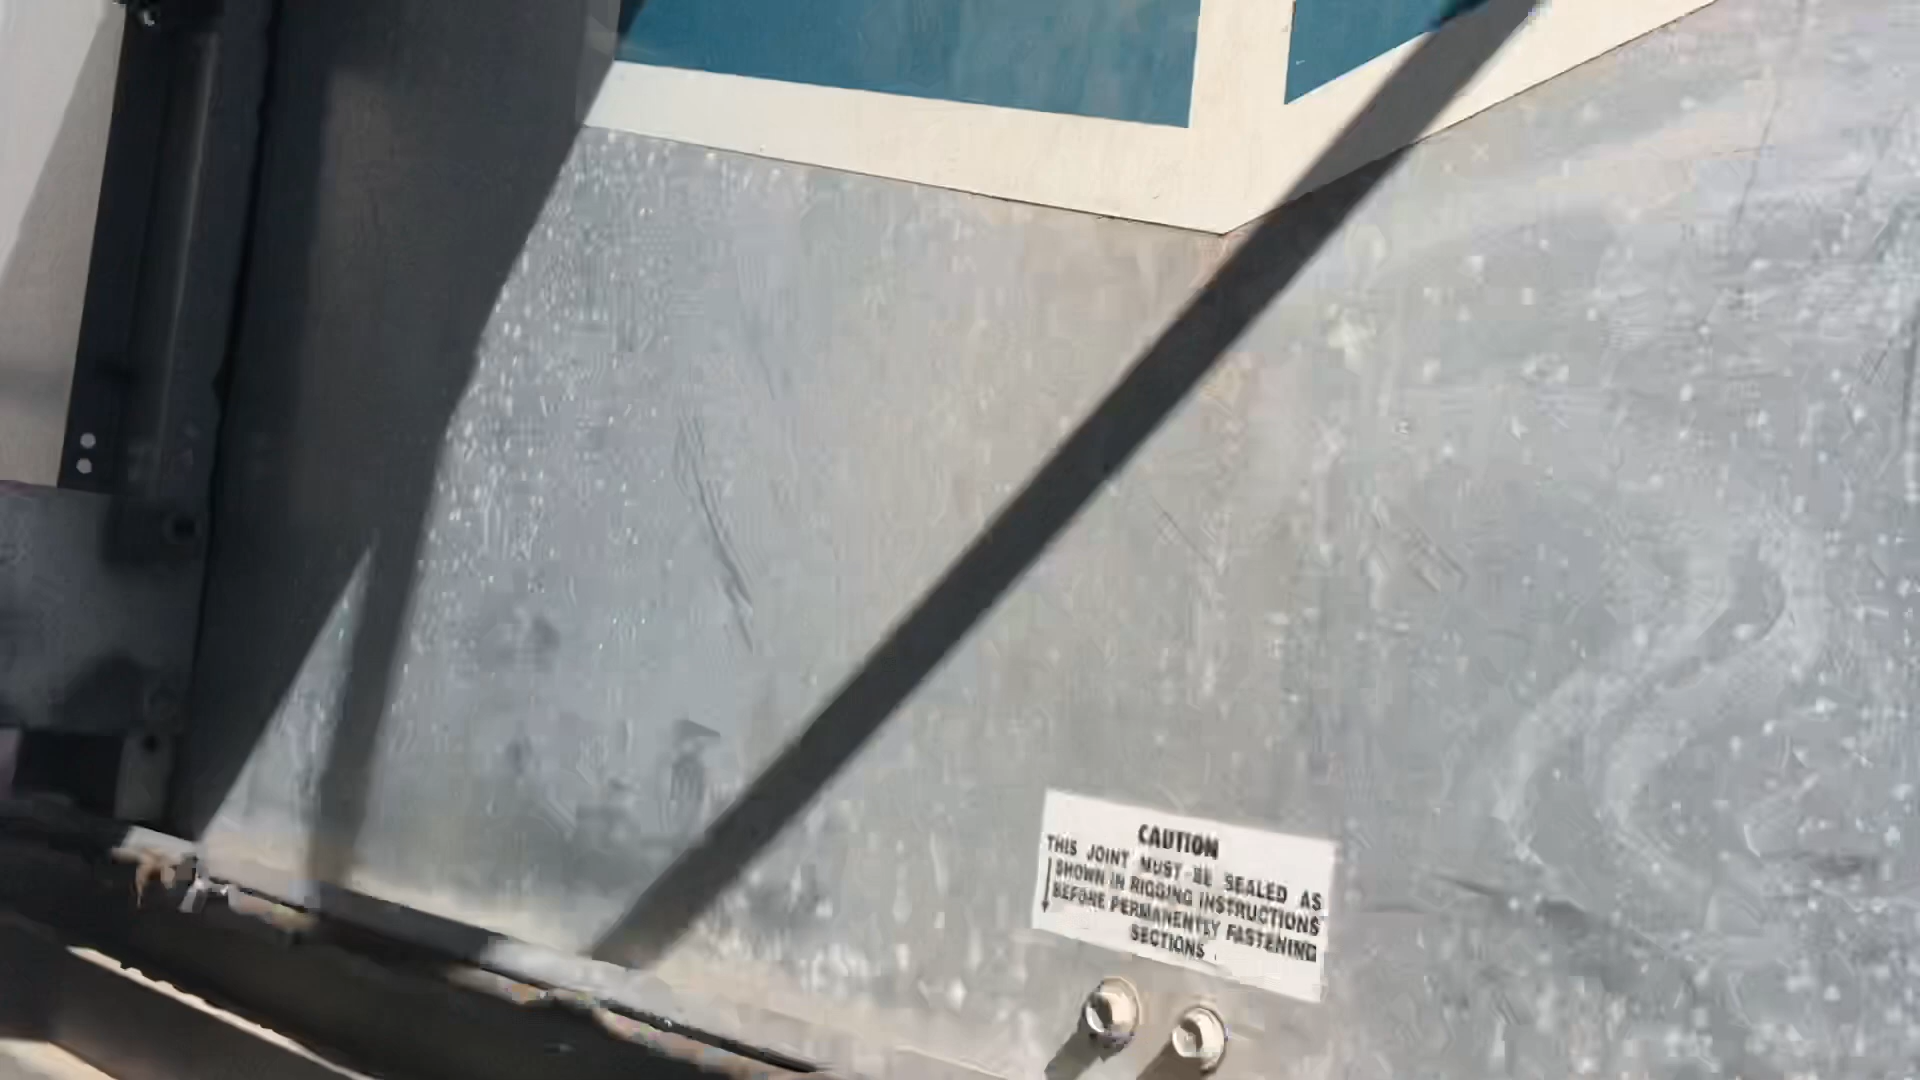 CAUTION
THIS JOINT MUST BE SEALED AS
SHOWN IN RIGGING INSTRUCTIONS
BEFORE PERMANENTLY FASTENING
SECTIONS.